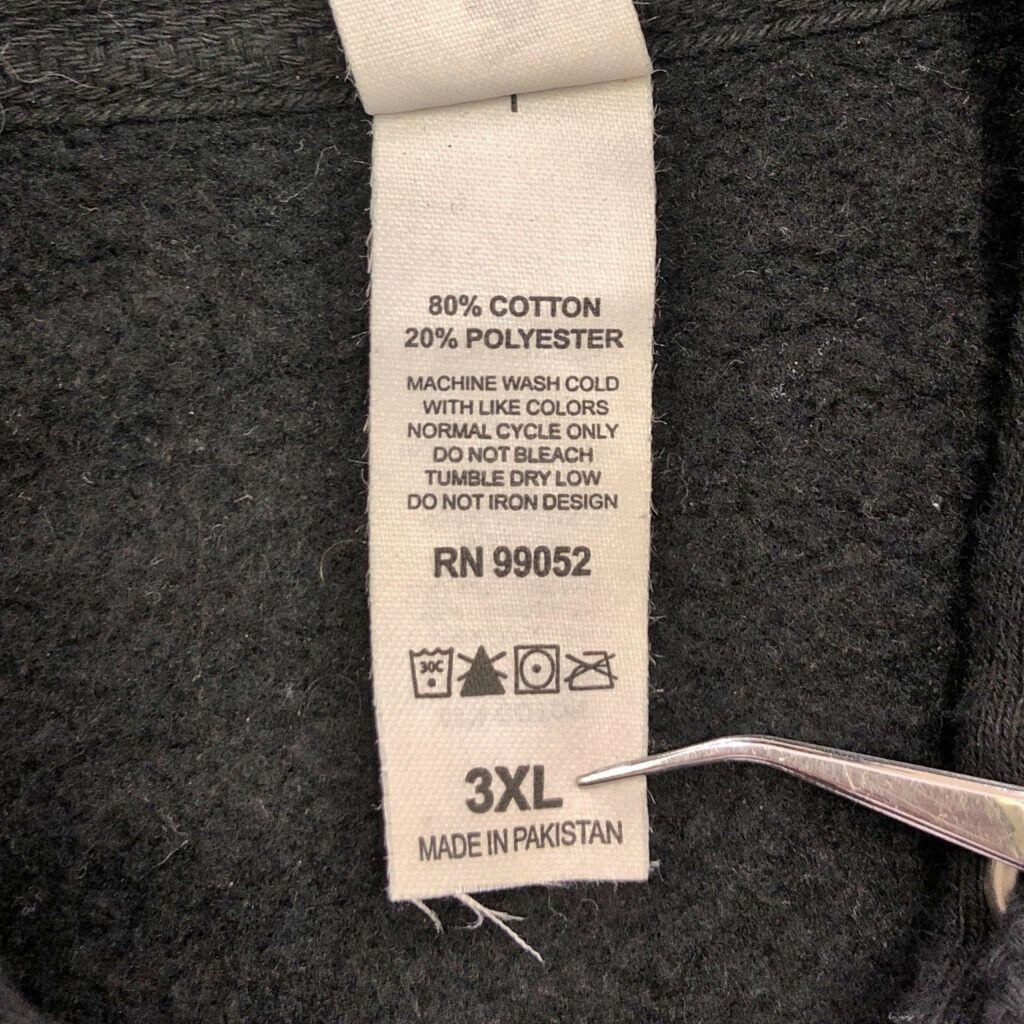 80% COTTON
20% POLYESTER
MACHINE WASH COLD
WITH LIKE COLORS
NORMAL CYCLE ONLY
DO NOT BLEACH
TUMBLE DRY LOW
DO NOT IRON DESIGN
RN 99052
30C
3XL
MADE IN PAKISTAN